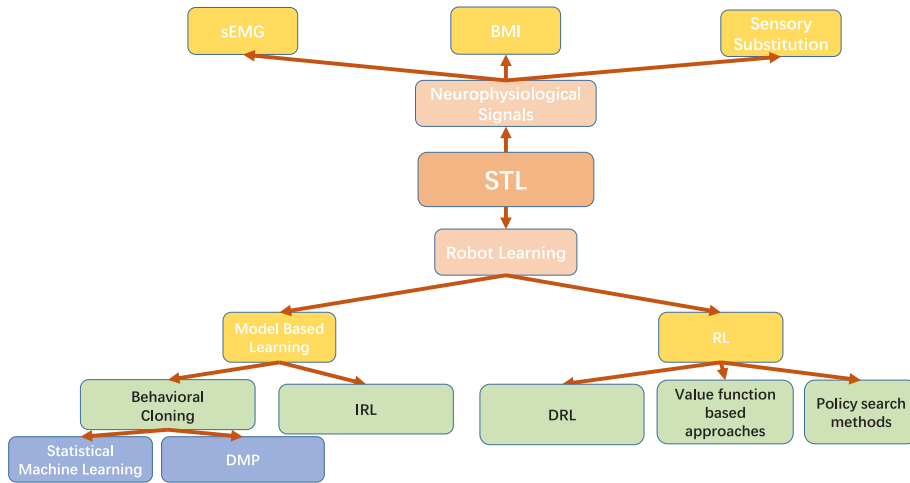 sEMG
BMI
Sensory
Substitution
Neurophysiological
Signals
STL
Robot Learning
Model Based
Learning
RL
Behavioral
Cloning
IRL
DRL
Value function
based
approaches
Policy search
methods
Statistical
Machine Learning
DMP